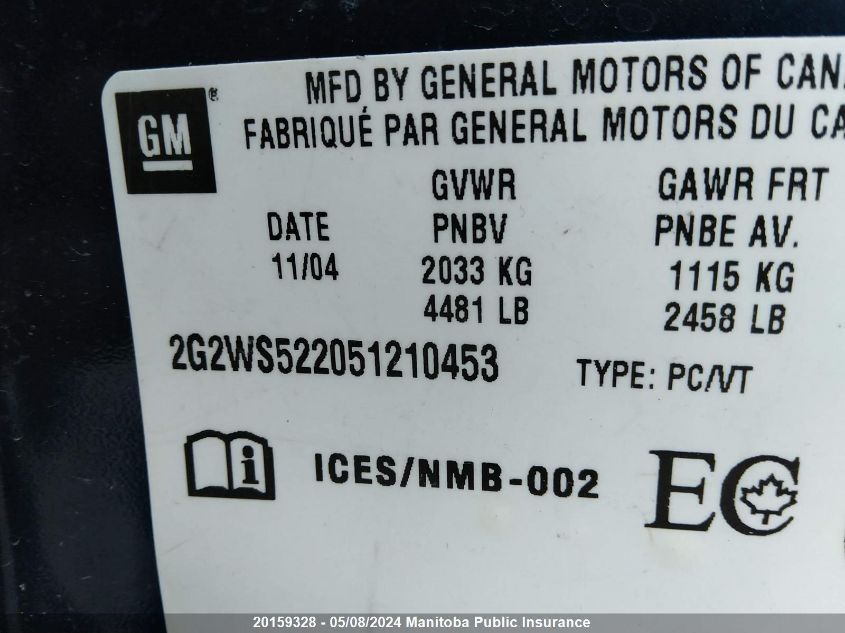 MFD BY GENERAL MOTORS OF CAN
GM ®
FABRIQUÉ PAR GENERAL MOTORS DU CA
GVWR GAWR FRT
DATE PNBV PNBE AV.
11/04 2033 KG 1115 KG
4481 LB 2458 LB
2G2WS522051210453 TYPE: PC/VT
i ICES/NMB-002 EC
20159328 - 05/08/2024 Manitoba Public Insurance